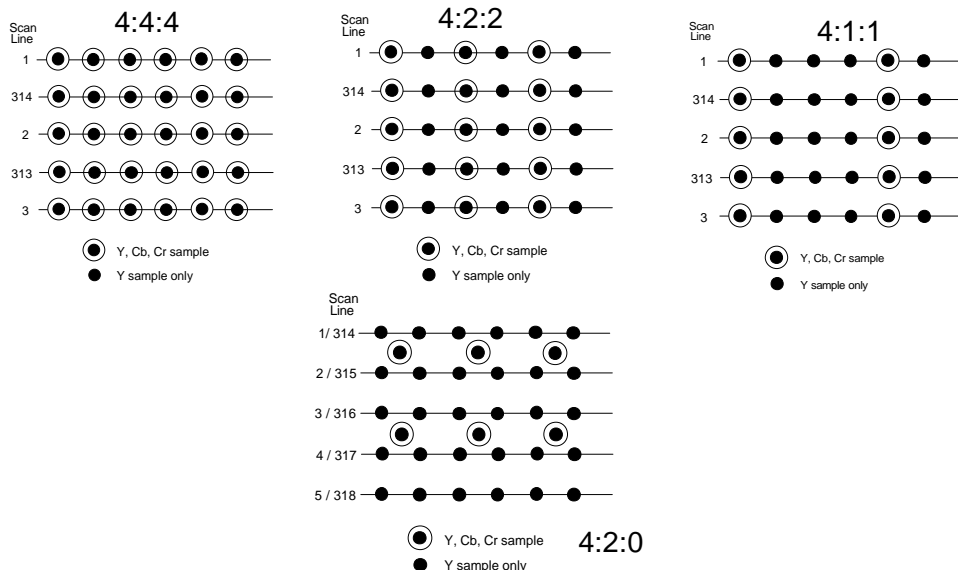 4:4:4
Scan
Line
1
314
2
313
3
Y, Cb, Cr sample
Y sample only
4:2:2
Scan
Line
1
314
2
313
3
Y, Cb, Cr sample
Y sample only
4:1:1
Scan
Line
1
314
2
313
3
Y, Cb, Cr sample
Y sample only
Scan
Line
1/ 314
2 / 315
3 / 316
4 / 317
5 / 318
Y, Cb, Cr sample
Y sample only
4:2:0